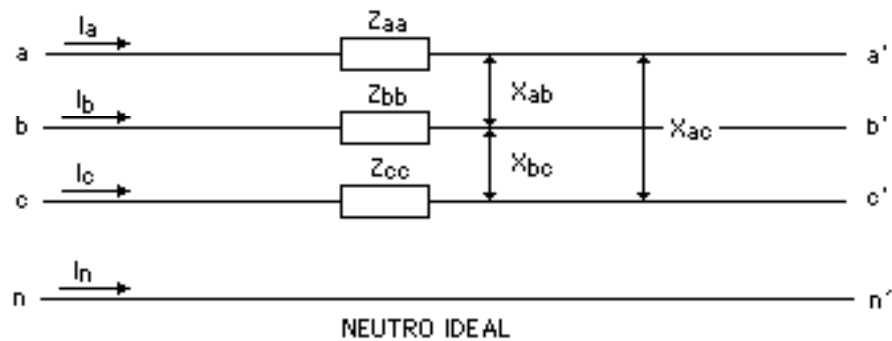 Ia Zaa
a a'
Xab
Ib Zbb
b Xac b'
Xbc
Ic Zcc
c c'
In
n n'
NEUTRO IDEAL